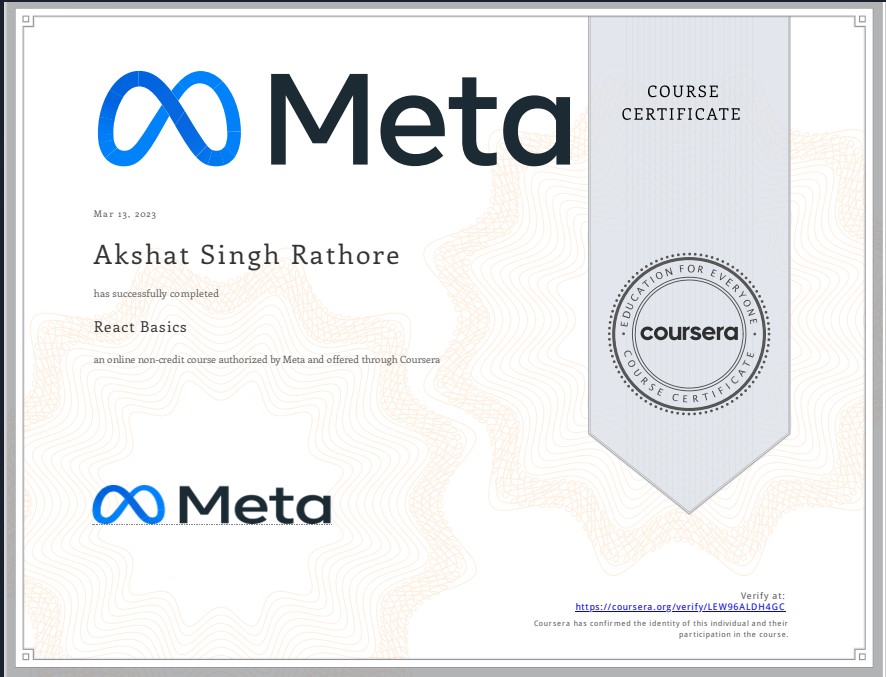 Meta
COURSE
CERTIFICATE
Mar 13, 2023
Akshat Singh Rathore
has successfully completed
React Basics
an online non-credit course authorized by Meta and offered through Coursera
EDUCATION FOR EVERYONE
coursera
COURSE CERTIFICATE
Meta
Verify at:
https://coursera.org/verify/LEW96ALDH4GC
Coursera has confirmed the identity of this individual and their
participation in the course.